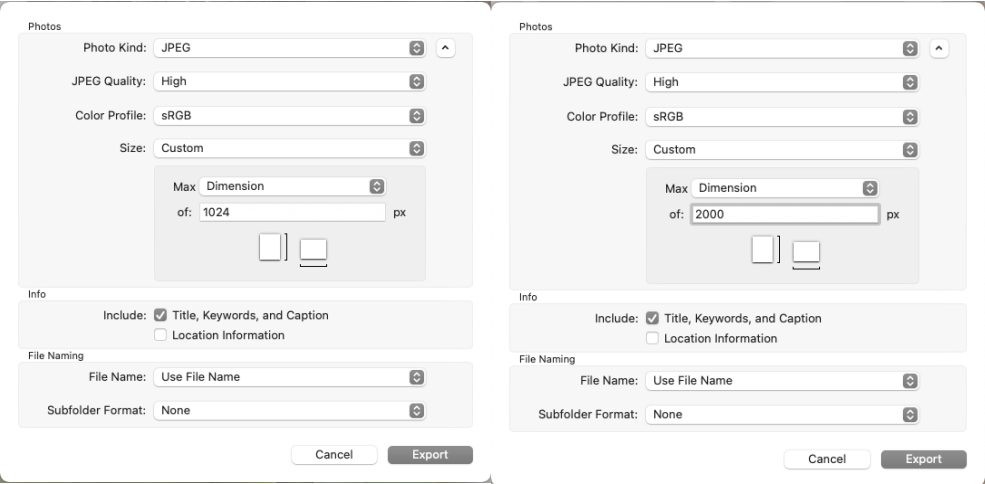 Photos
Photo Kind: JPEG
JPEG Quality: High
Color Profile: sRGB
Size: Custom
Max Dimension
of: 1024 px
Info
Include: Title, Keywords, and Caption
Location Information
File Naming
File Name: Use File Name
Subfolder Format: None
Cancel Export
Photos
Photo Kind: JPEG
JPEG Quality: High
Color Profile: sRGB
Size: Custom
Max Dimension
of: 2000 px
Info
Include: Title, Keywords, and Caption
Location Information
File Naming
File Name: Use File Name
Subfolder Format: None
Cancel Export